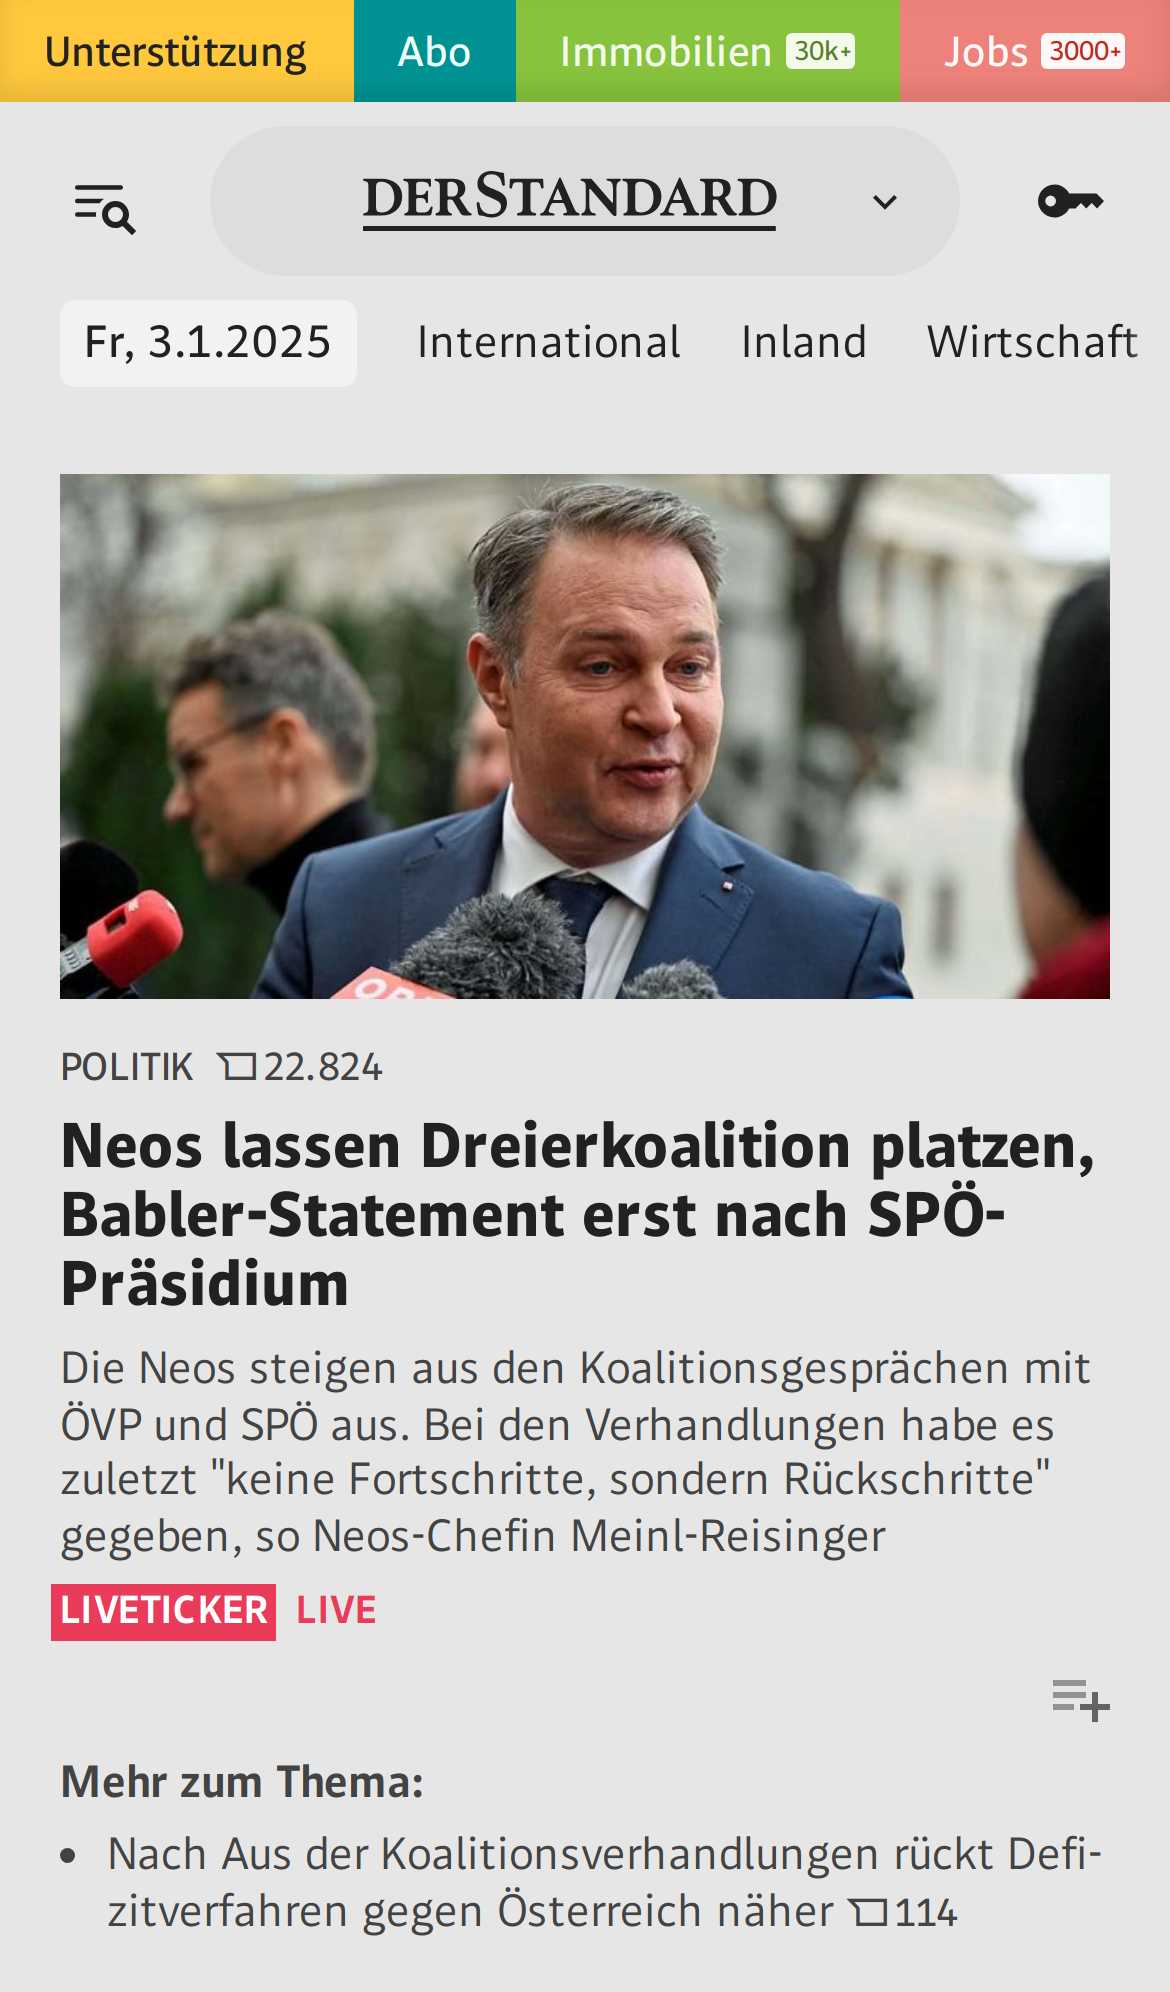 Unterstützung Abo Immobilien 30k+ Jobs 3000+
DERSTANDARD
Fr, 3.1.2025 International Inland Wirtschaft
POLITIK 22.824
Neos lassen Dreierkoalition platzen,
Babler-Statement erst nach SPÖ-
Präsidium
Die Neos steigen aus den Koalitionsgesprächen mit
ÖVP und SPÖ aus. Bei den Verhandlungen habe es
zuletzt "keine Fortschritte, sondern Rückschritte"
gegeben, so Neos-Chefin Meinl-Reisinger
LIVETICKER LIVE
Mehr zum Thema:
• Nach Aus der Koalitionsverhandlungen rückt Defi-
zitverfahren gegen Österreich näher 114